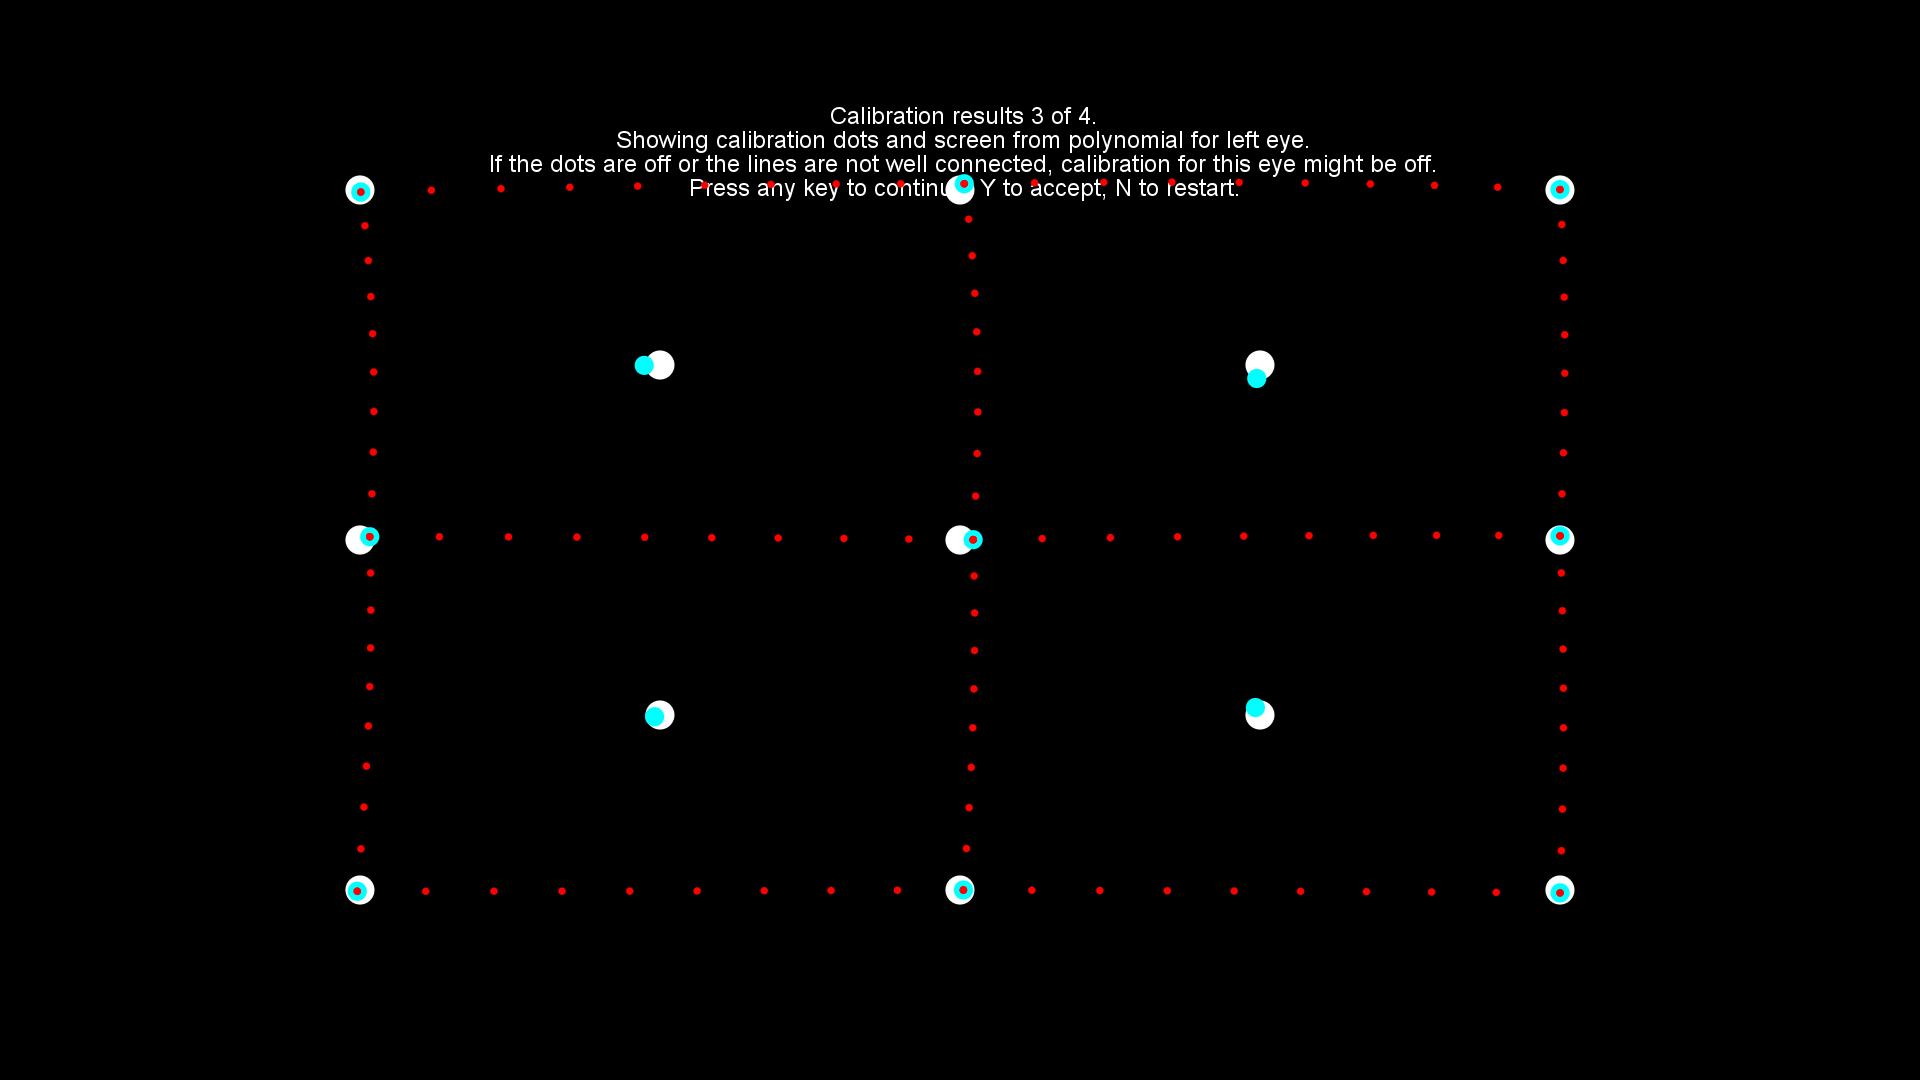 Calibration results 3 of 4.
Showing calibration dots and screen from polynomial for left eye.
If the dots are off or the lines are not well connected, calibration for this eye might be off.
Press any key to continue, Y to accept, N to restart.